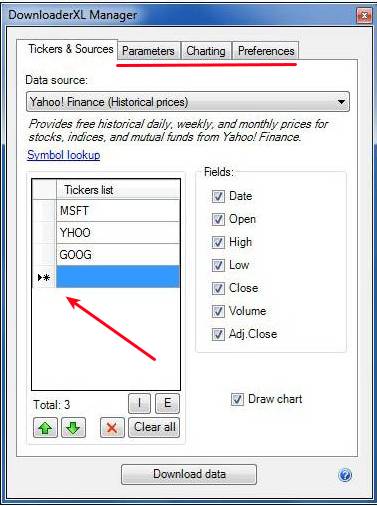 DownloaderXL Manager
Tickers & Sources Parameters Charting Preferences
Data source:
Yahoo! Finance (Historical prices)
Provides free historical daily, weekly, and monthly prices for
stocks, indices, and mutual funds from Yahoo! Finance.
Symbol lookup
Tickers list
MSFT
YHOO
GOOG
Total: 3
I E
Clear all
Fields:
Date
Open
High
Low
Close
Volume
Adj.Close
Draw chart
Download data
?